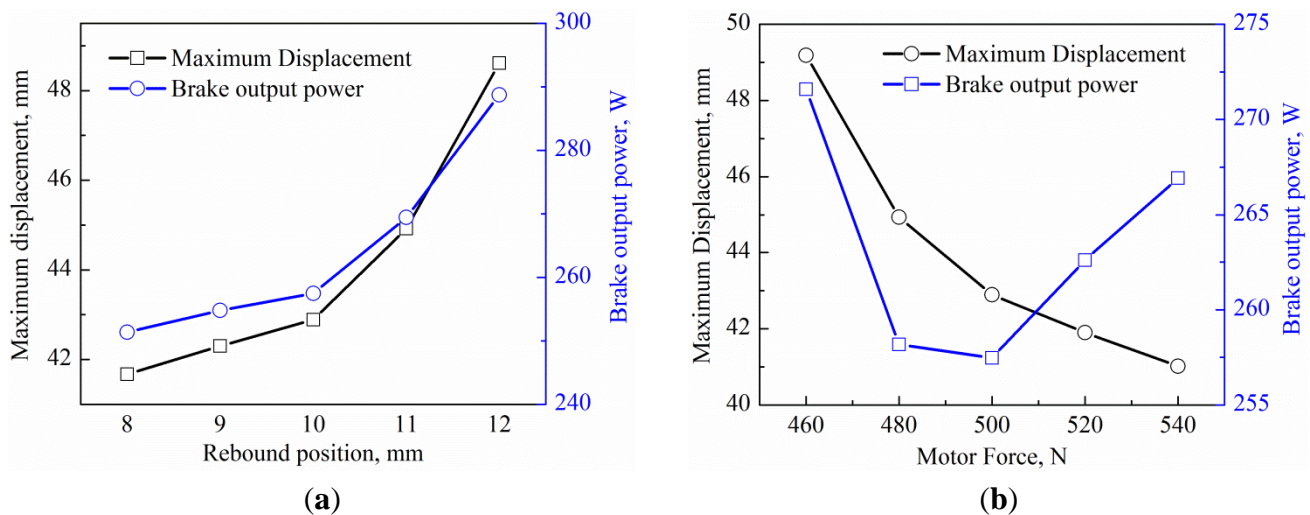 Maximum displacement, mm
48
46
44
42
Maximum Displacement
Brake output power
300
280
260
240
Brake output power, W
8 9 10 11 12
Rebound position, mm
(a)
Maximum Displacement, mm
50
48
46
44
42
40
Maximum Displacement
Brake output power
275
270
265
260
255
Brake output power, W
460 480 500 520 540
Motor Force, N
(b)